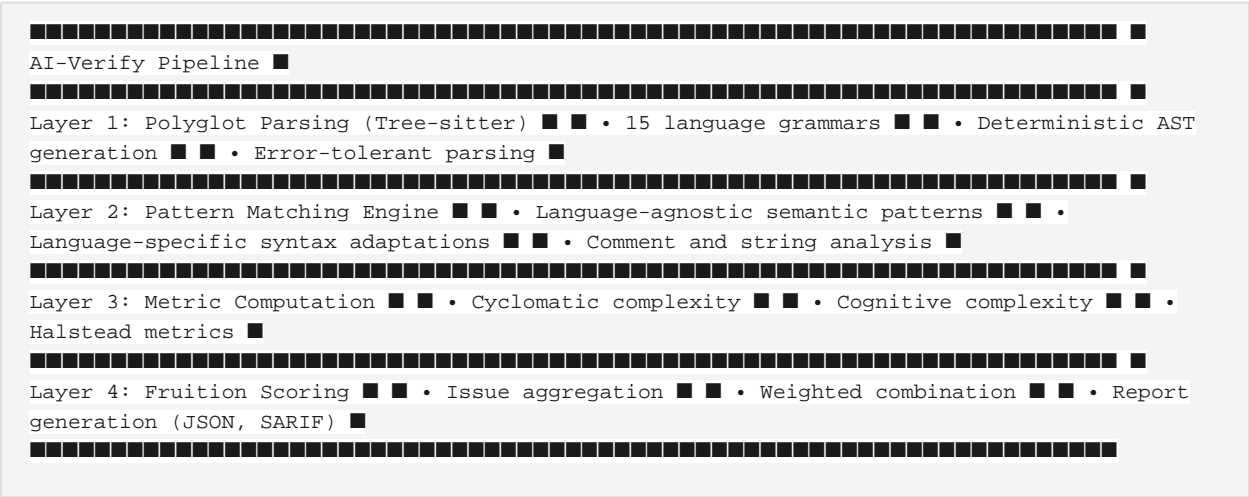 ■■■■■■■■■■■■■■■■■■■■■■■■■■■■■■■■■■■■■■■■■■■■■■■■■■■■■■■■■■■■■■■■■■■ ■
AI-Verify Pipeline ■
■■■■■■■■■■■■■■■■■■■■■■■■■■■■■■■■■■■■■■■■■■■■■■■■■■■■■■■■■■■■■■■■■■■ ■
Layer 1: Polyglot Parsing (Tree-sitter) ■ ■ • 15 language grammars ■ ■ • Deterministic AST
generation ■ ■ • Error-tolerant parsing ■
■■■■■■■■■■■■■■■■■■■■■■■■■■■■■■■■■■■■■■■■■■■■■■■■■■■■■■■■■■■■■■■■■■■ ■
Layer 2: Pattern Matching Engine ■ ■ • Language-agnostic semantic patterns ■ ■ •
Language-specific syntax adaptations ■ ■ • Comment and string analysis ■
■■■■■■■■■■■■■■■■■■■■■■■■■■■■■■■■■■■■■■■■■■■■■■■■■■■■■■■■■■■■■■■■■■■ ■
Layer 3: Metric Computation ■ ■ • Cyclomatic complexity ■ ■ • Cognitive complexity ■ ■ •
Halstead metrics ■
■■■■■■■■■■■■■■■■■■■■■■■■■■■■■■■■■■■■■■■■■■■■■■■■■■■■■■■■■■■■■■■■■■■ ■
Layer 4: Fruition Scoring ■ ■ • Issue aggregation ■ ■ • Weighted combination ■ ■ • Report
generation (JSON, SARIF) ■
■■■■■■■■■■■■■■■■■■■■■■■■■■■■■■■■■■■■■■■■■■■■■■■■■■■■■■■■■■■■■■■■■■■